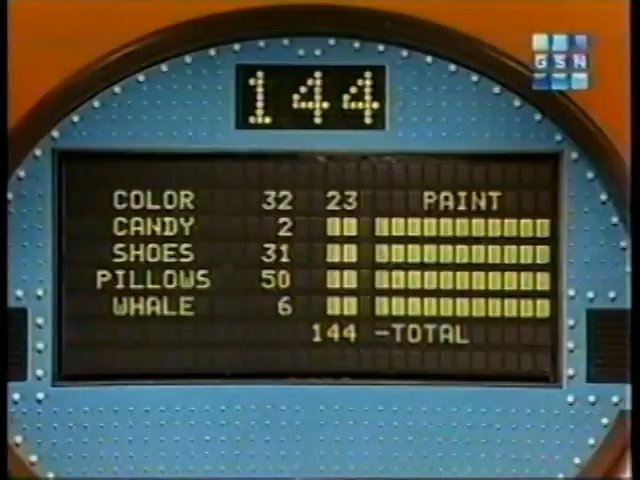 144
GSN
COLOR 32 23 PAINT
CANDY 2
SHOES 31
PILLOWS 50
WHALE 6
144 -TOTAL